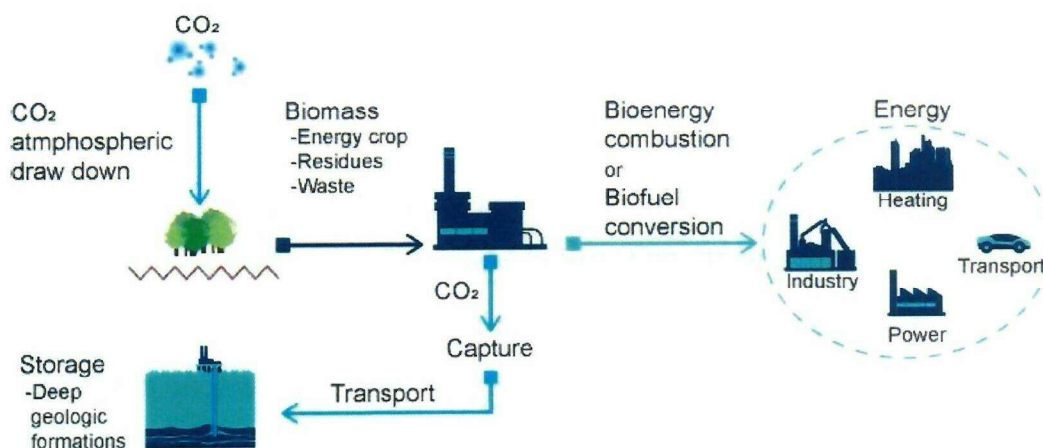 CO₂
CO₂
atmphospheric
draw down
Biomass
-Energy crop
-Residues
-Waste
Bioenergy
combustion
or
Biofuel
conversion
Energy
Heating
Industry
Transport
Power
CO₂
Capture
Transport
Storage
-Deep
geologic
formations